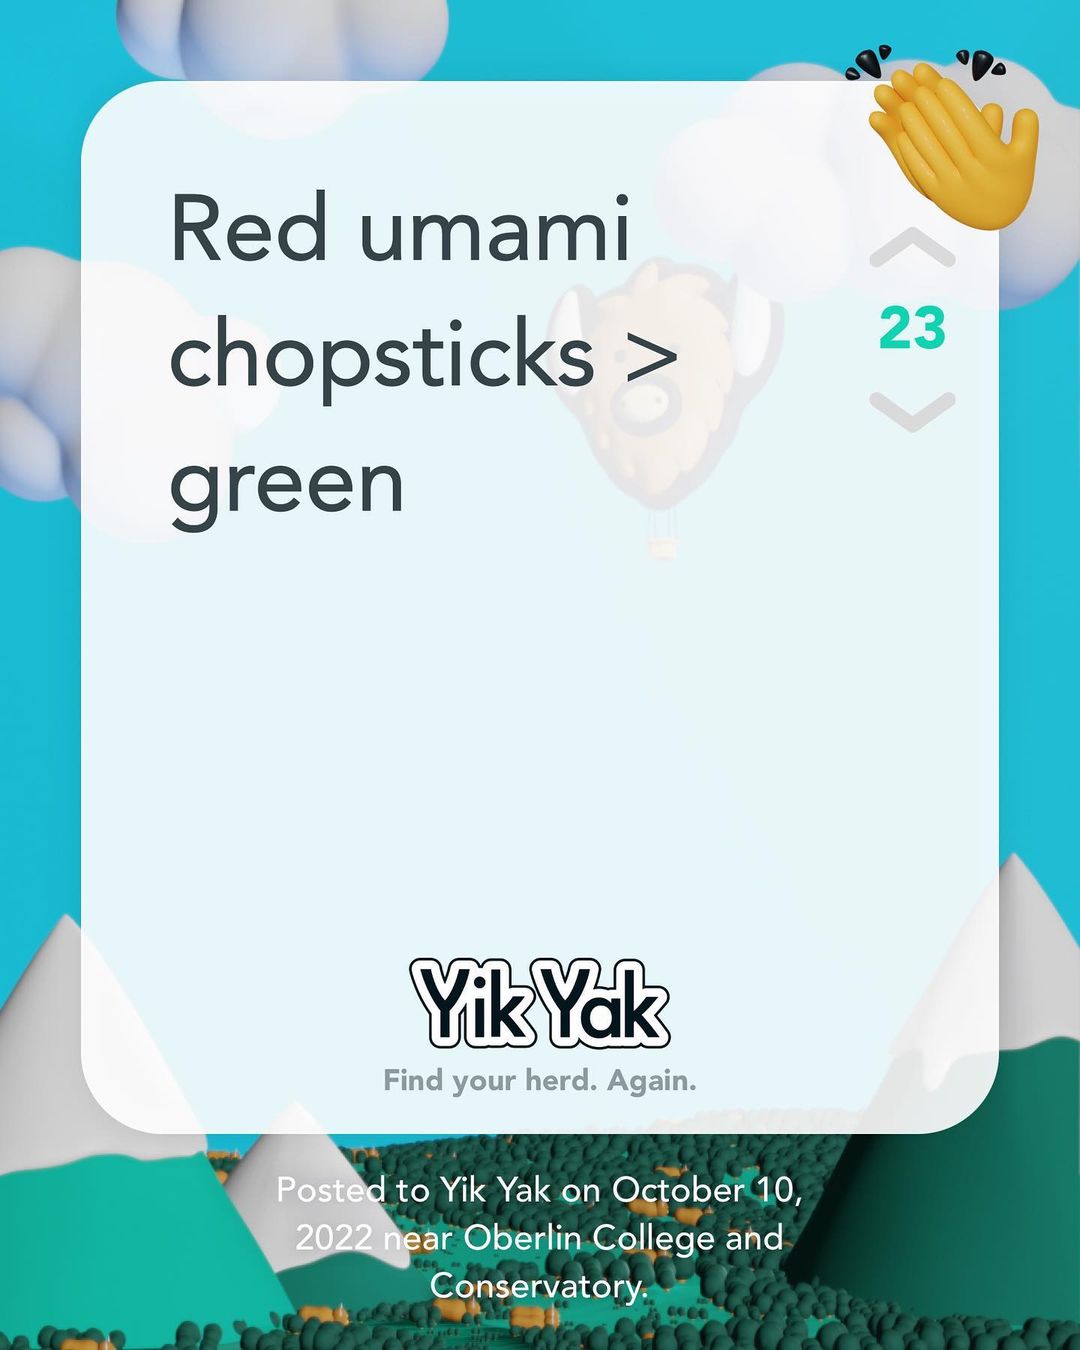 Red umami
chopsticks >
green
23
Yik Yak
Find your herd. Again.
Posted to Yik Yak on October 10,
2022 near Oberlin College and
Conservatory.